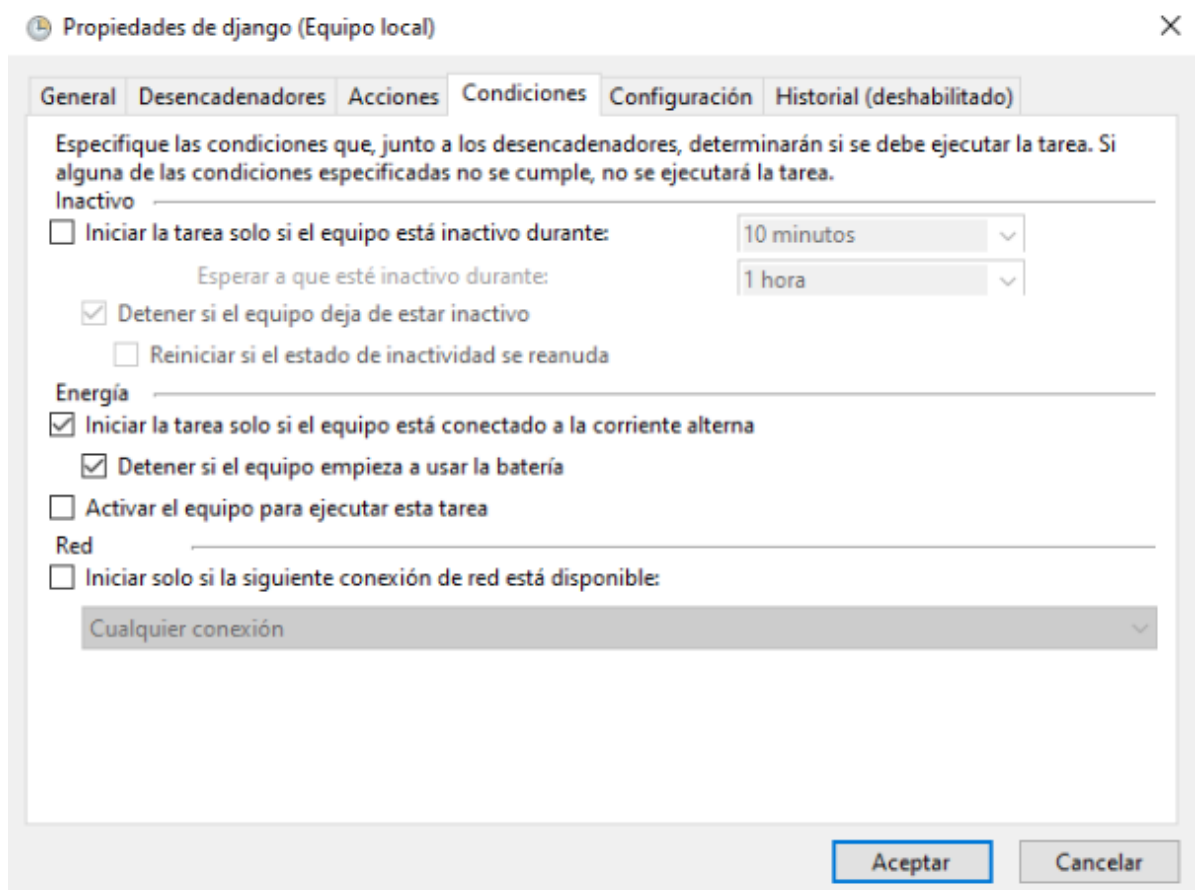 Propiedades de django (Equipo local)
General Desencadenadores Acciones Condiciones Configuración Historial (deshabilitado)
Especifique las condiciones que, junto a los desencadenadores, determinarán si se debe ejecutar la tarea. Si
alguna de las condiciones especificadas no se cumple, no se ejecutará la tarea.
Inactivo
Iniciar la tarea solo si el equipo está inactivo durante: 10 minutos
Esperar a que esté inactivo durante: 1 hora
Detener si el equipo deja de estar inactivo
Reiniciar si el estado de inactividad se reanuda
Energía
Iniciar la tarea solo si el equipo está conectado a la corriente alterna
Detener si el equipo empieza a usar la batería
Activar el equipo para ejecutar esta tarea
Red
Iniciar solo si la siguiente conexión de red está disponible:
Cualquier conexión
Aceptar Cancelar